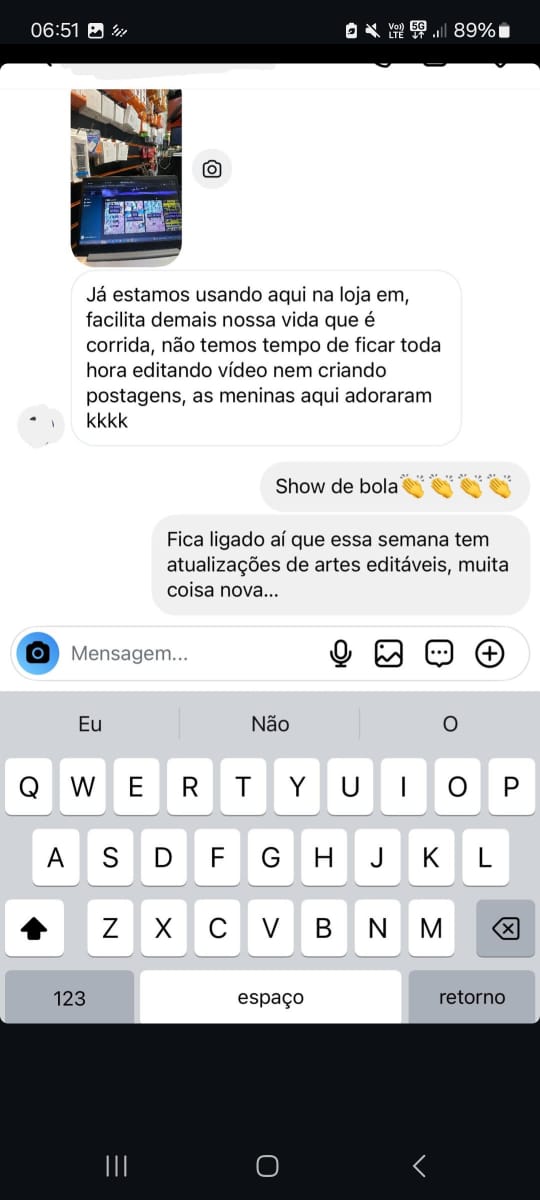 06:51
Vo))
LTE
5G
89%
Já estamos usando aqui na loja em,
facilita demais nossa vida que é
corrida, não temos tempo de ficar toda
hora editando vídeo nem criando
postagens, as meninas aqui adoraram
kkkk
Show de bola👏👏👏👏
Fica ligado aí que essa semana tem
atualizações de artes editáveis, muita
coisa nova...
Mensagem...
Eu Não O
Q W E R T Y U I O P
A S D F G H J K L
Z X C V B N M
123 espaço retorno